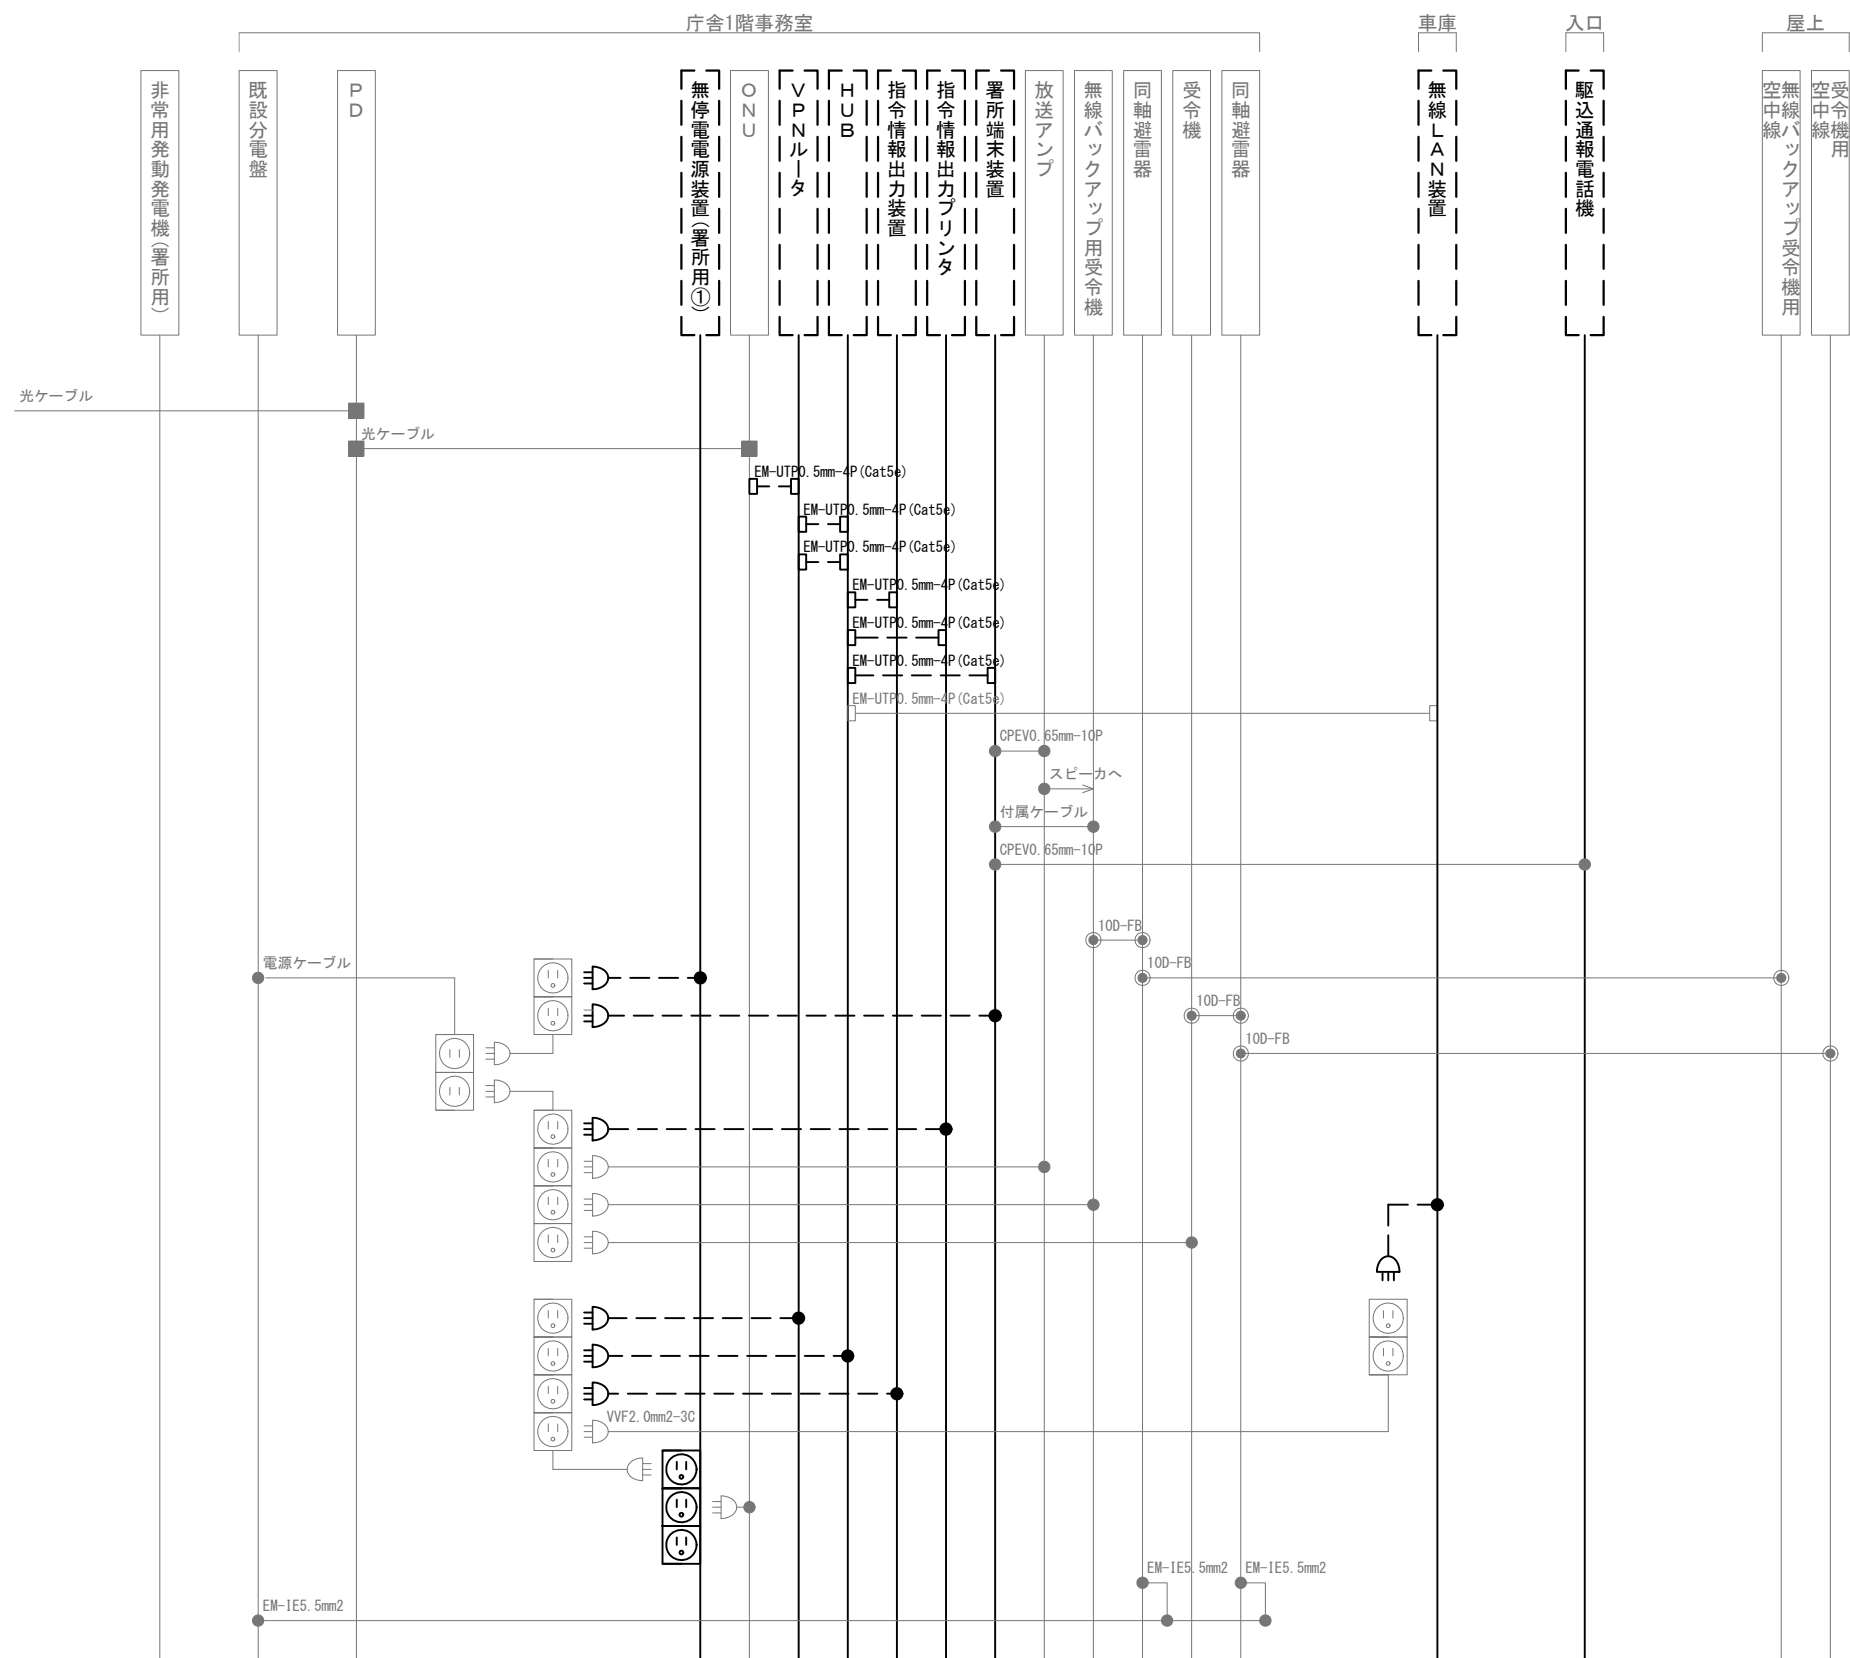 庁舎1階事務室
車庫
入口
屋上
非常用発動発電機(署所用)
既設分電盤
PD
無停電電源装置(署所用①)
ONU
VPNルータ
HUB
指令情報出力装置
指令情報出力プリンタ
署所端末装置
放送アンプ
無線バックアップ用受令機
同軸避雷器
受令機
同軸避雷器
無線LAN装置
駆込通報電話機
無線バックアップ受令機用
空中線
受令機用
空中線
光ケーブル
光ケーブル
EM-UTP0.5mm-4P(Cat5e)
EM-UTP0.5mm-4P(Cat5e)
EM-UTP0.5mm-4P(Cat5e)
EM-UTP0.5mm-4P(Cat5e)
EM-UTP0.5mm-4P(Cat5e)
EM-UTP0.5mm-4P(Cat5e)
EM-UTP0.5mm-4P(Cat5e)
CPEV0.65mm-10P
スピーカへ
付属ケーブル
CPEV0.65mm-10P
10D-FB
電源ケーブル
10D-FB
10D-FB
10D-FB
VVF2.0mm2-3C
EM-IE5.5mm2
EM-IE5.5mm2
EM-IE5.5mm2